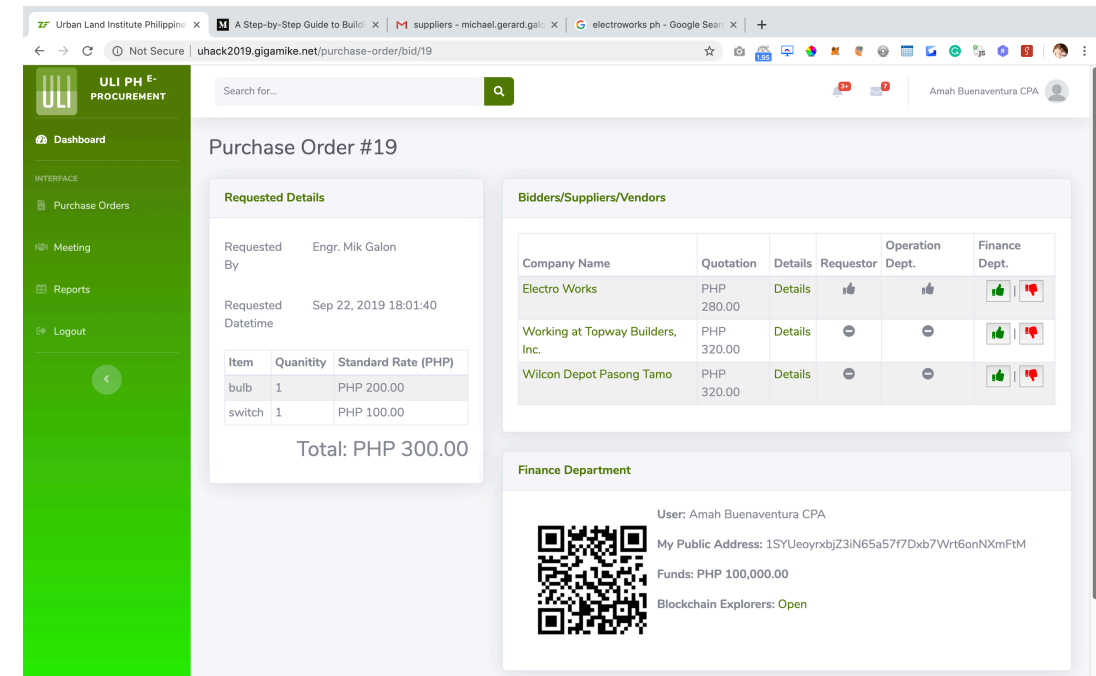 Urban Land Institute Philippine
A Step-by-Step Guide to Buildi
suppliers - michael.gerard.galo
electroworks ph - Google Sear
Not Secure | uhack2019.gigamike.net/purchase-order/bid/19
1.95
ULI
ULI PH E-PROCUREMENT
Search for...
3+
7
Amah Buenaventura CPA
Dashboard
INTERFACE
Purchase Orders
Meeting
Reports
Logout
Purchase Order #19
Requested Details
Requested By Engr. Mik Galon
Requested Datetime Sep 22, 2019 18:01:40
Item Quanitity Standard Rate (PHP)
bulb 1 PHP 200.00
switch 1 PHP 100.00
Total: PHP 300.00
Bidders/Suppliers/Vendors
Company Name Quotation Details Requestor Operation Dept. Finance Dept.
Electro Works PHP 280.00 Details |
Working at Topway Builders, Inc. PHP 320.00 Details |
Wilcon Depot Pasong Tamo PHP 320.00 Details |
Finance Department
User: Amah Buenaventura CPA
My Public Address: 1SYUeoyrxbjZ3iN65a57f7Dxb7Wrt6onNXmFtM
Funds: PHP 100,000.00
Blockchain Explorers: Open